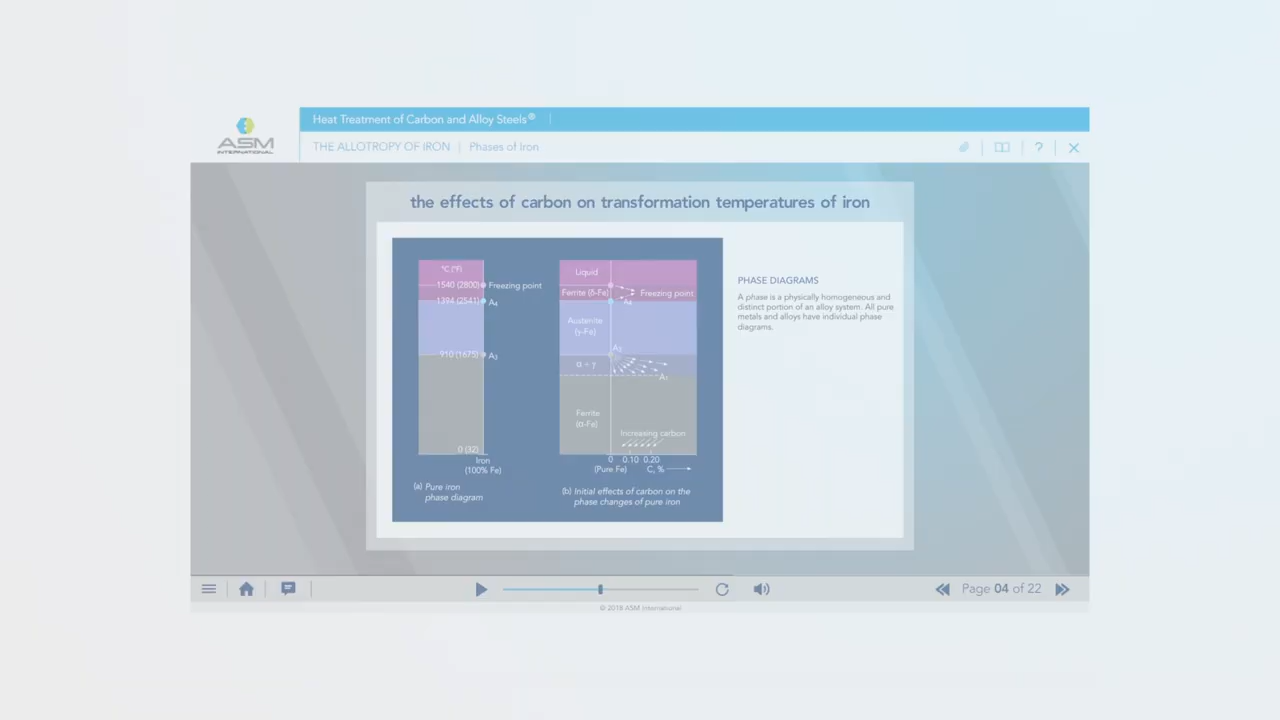 Heat Treatment of Carbon and Alloy Steels®
ASM
INTERNATIONAL
THE ALLOTROPY OF IRON | Phases of Iron
?
the effects of carbon on transformation temperatures of iron
°C (°F)
1540 (2800) Freezing point
1394 (2541) A4
910 (1675) A3
0 (32)
Iron
(100% Fe)
(a) Pure iron
phase diagram
Liquid
Ferrite (δ-Fe) Freezing point
A4
Austenite
(γ-Fe)
A3
α + γ
A1
Ferrite
(α-Fe)
Increasing carbon
0 0.10 0.20
(Pure Fe) C, %
(b) Initial effects of carbon on the
phase changes of pure iron
PHASE DIAGRAMS
A phase is a physically homogeneous and
distinct portion of an alloy system. All pure
metals and alloys have individual phase
diagrams.
Page 04 of 22
© 2018 ASM International